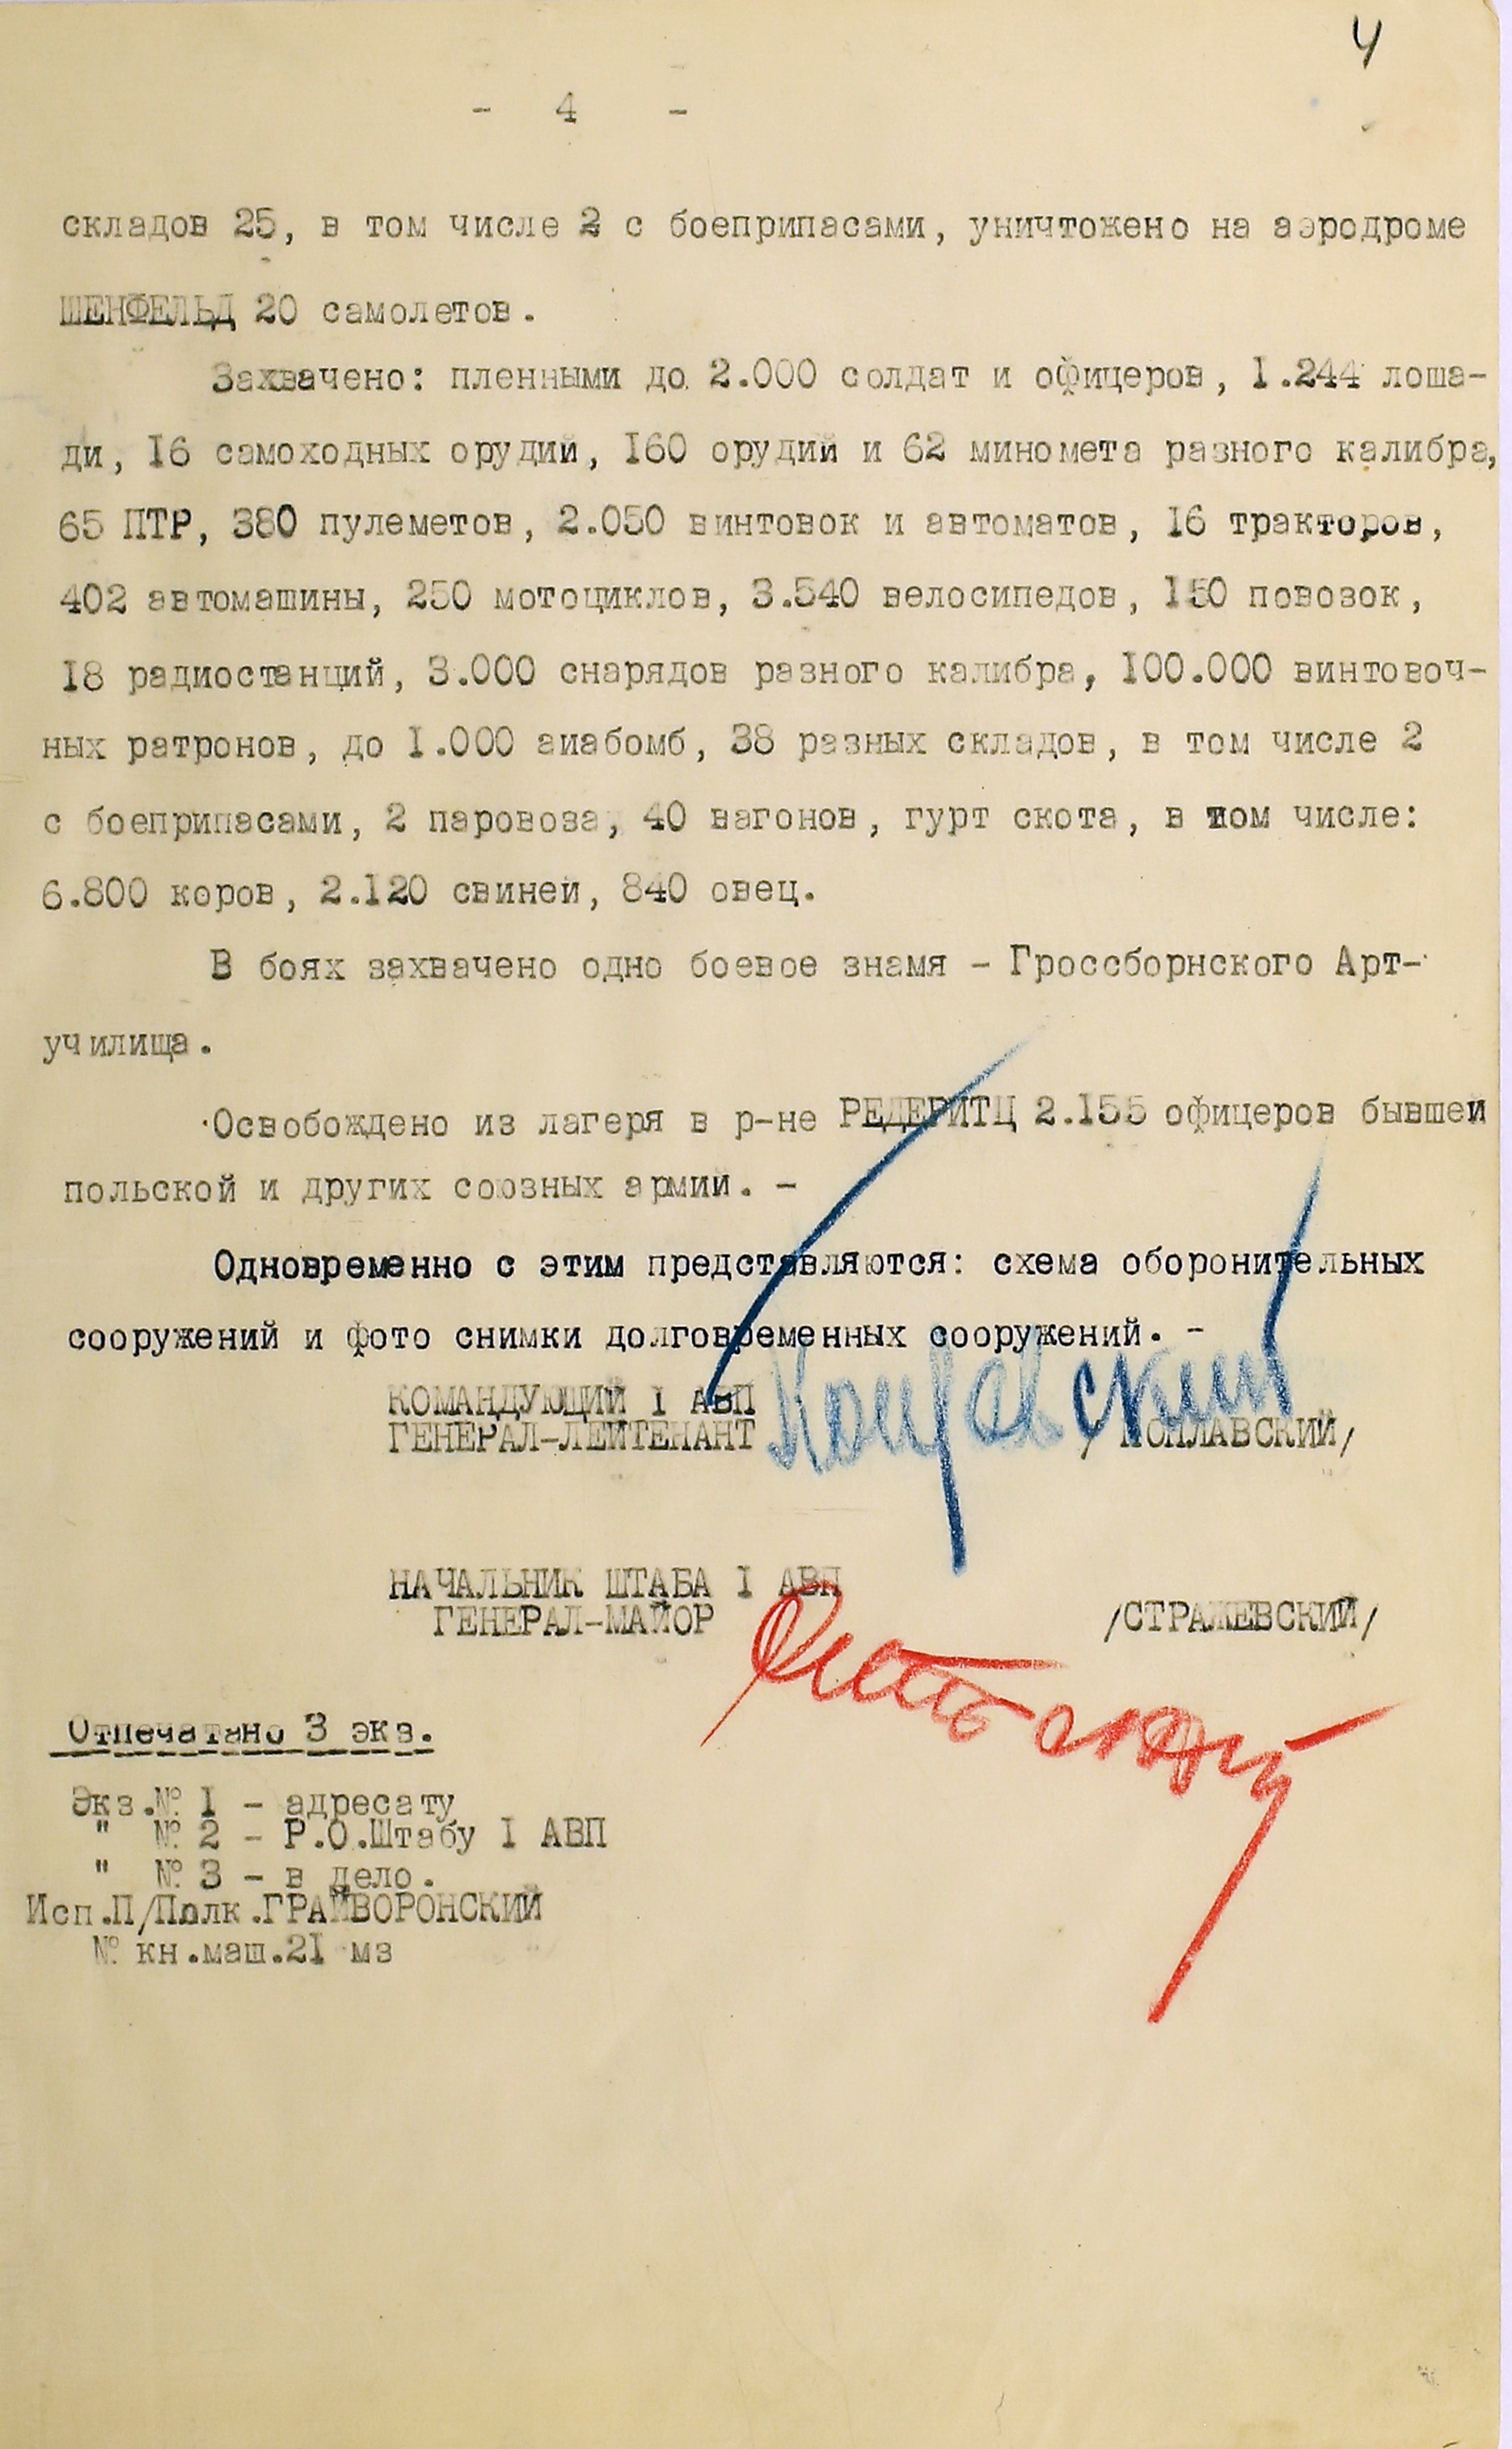 4
- 4 -
складов 25, в том числе 2 с боеприпасами, уничтожено на аэродроме
ШЕНФЕЛЬД 20 самолетов.
Захвачено: пленными до 2.000 солдат и офицеров, 1.244 лоша-
ди, 16 самоходных орудий, 160 орудий и 62 миномета разного калибра,
65 ПТР, 380 пулеметов, 2.050 винтовок и автоматов, 16 тракторов,
402 автомашины, 250 мотоциклов, 3.540 велосипедов, 150 повозок,
18 радиостанций, 3.000 снарядов разного калибра, 100.000 винтовоч-
ных ратронов, до 1.000 аиабомб, 38 разных складов, в том числе 2
с боеприпасами, 2 паровоза, 40 вагонов, гурт скота, в том числе:
6.800 коров, 2.120 свиней, 840 овец.
В боях захвачено одно боевое знамя - Гроссборнского Арт-
училища.
Освобождено из лагеря в р-не РЕДЕРИТЦ 2.155 офицеров бывшей
польской и других союзных армий. -
Одновременно с этим представляются: схема оборонительных
сооружений и фото снимки долговременных сооружений. -
КОМАНДУЮЩИЙ I АВП
ГЕНЕРАЛ-ЛЕЙТЕНАНТ / ПОПЛАВСКИЙ/
НАЧАЛЬНИК ШТАБА I АВП
ГЕНЕРАЛ-МАЙОР /СТРАЖЕВСКИЙ/
Отпечатано 3 экз.
Экз.№ 1 - адресату
" № 2 - Р.О.Штабу I АВП
" № 3 - в дело.
Исп.П/Полк.ГРАЙВОРОНСКИЙ
№ кн.маш.21 мз